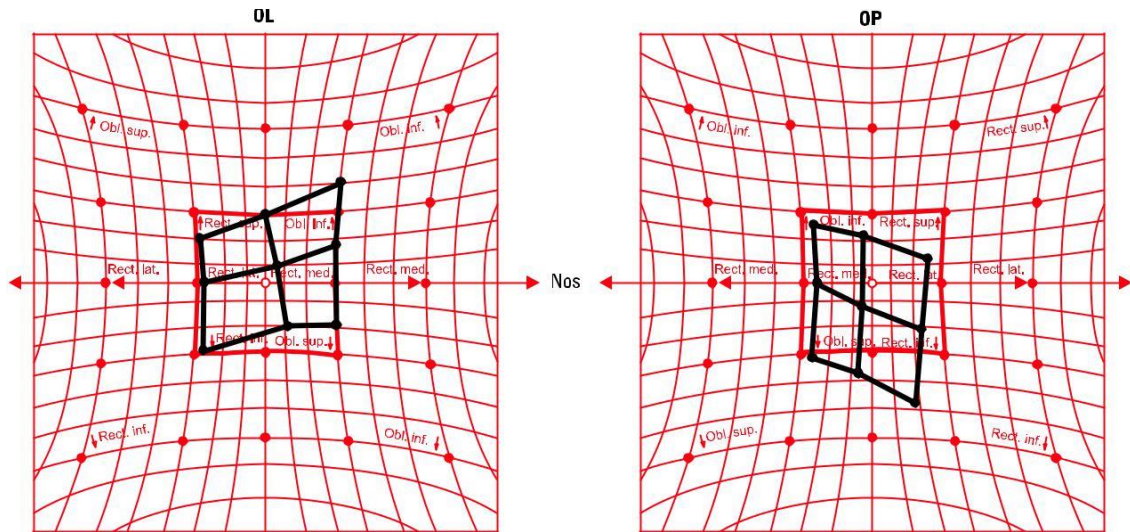 OL
OP
Obl. sup.
Obl. inf.
Obl. inf.
Rect. sup.
Rect. sup.
Obl. Inf.
Obl. inf.
Rect. sup.
Rect. lat.
Rect. lat.
Rect. med.
Rect. med.
Nos
Rect. med.
Rect. med.
Rect. lat.
Rect. lat.
Rect. inf.
Obl. sup.
Obl. sup.
Rect. inf.
Rect. inf.
Obl. inf.
Obl. sup.
Rect. inf.